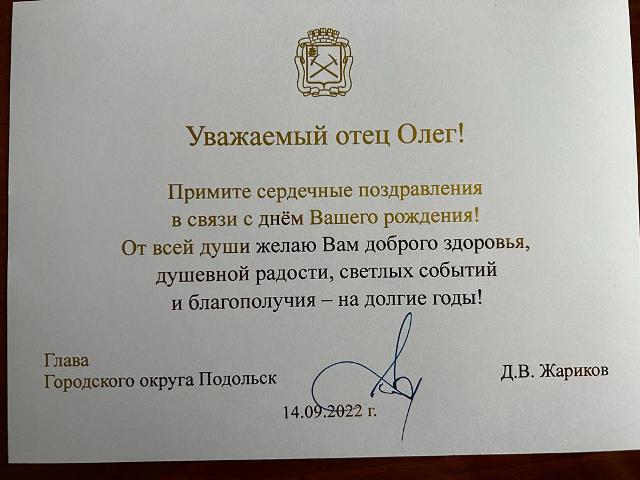 Уважаемый отец Олег!
Примите сердечные поздравления
в связи с днём Вашего рождения!
От всей души желаю Вам доброго здоровья,
душевной радости, светлых событий
и благополучия – на долгие годы!
Глава
Городского округа Подольск
Д.В. Жариков
14.09.2022 г.